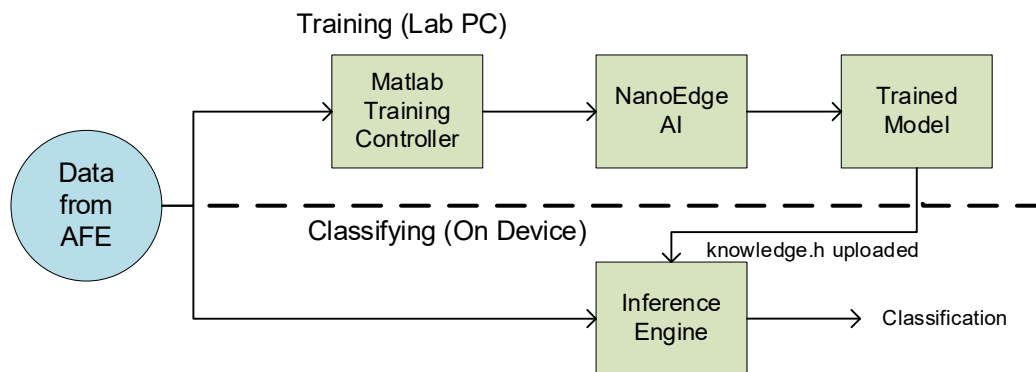 Training (Lab PC)
Matlab
Training
Controller
NanoEdge
AI
Trained
Model
Data
from
AFE
Classifying (On Device)
knowledge.h uploaded
Inference
Engine
Classification